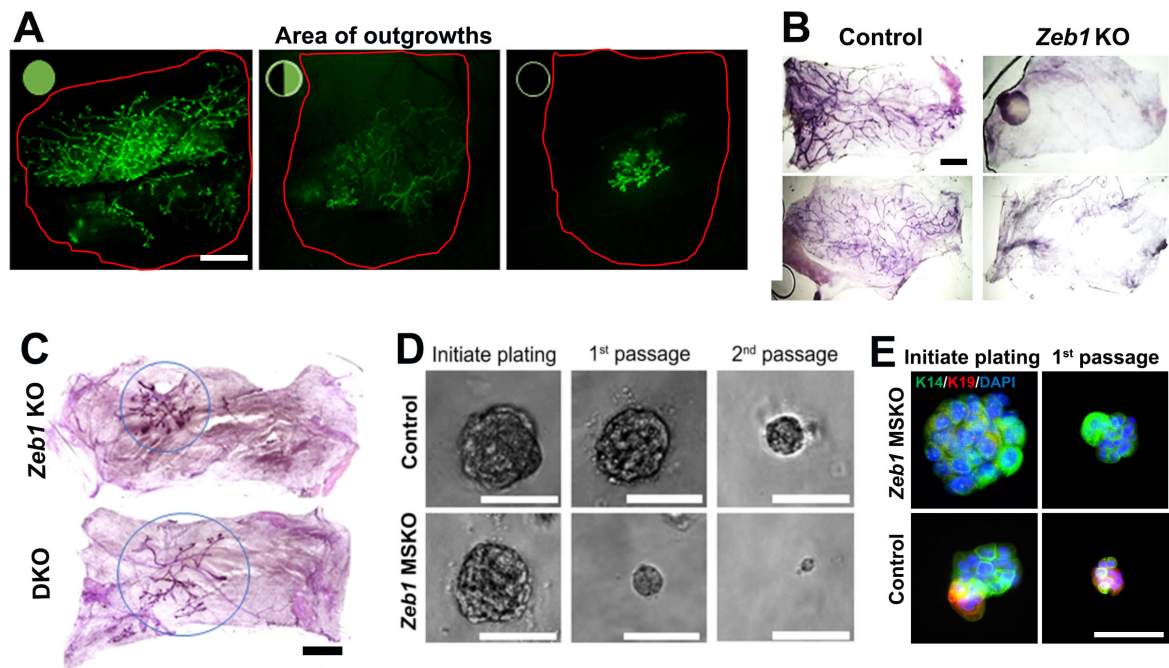 A
Area of outgrowths
B
Control
Zeb1 KO
C
Zeb1 KO
DKO
D
Initiate plating
1st passage
2nd passage
Control
Zeb1 MSKO
E
Initiate plating
1st passage
K14/K19/DAPI
Zeb1 MSKO
Control